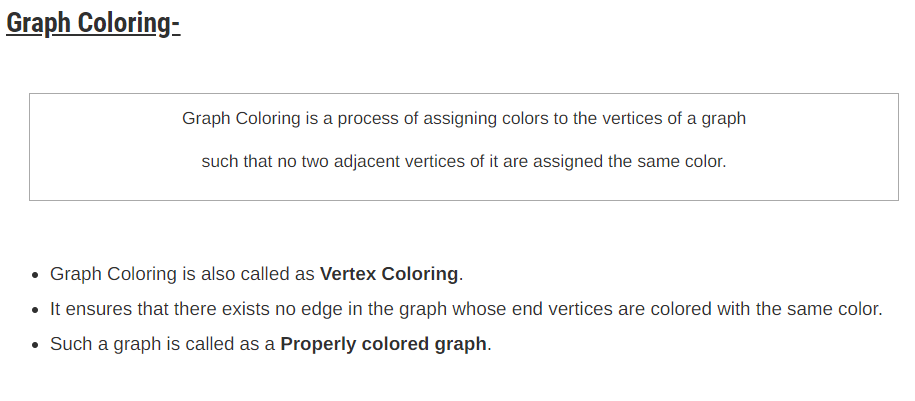 Graph Coloring-
Graph Coloring is a process of assigning colors to the vertices of a graph
such that no two adjacent vertices of it are assigned the same color.
• Graph Coloring is also called as Vertex Coloring.
• It ensures that there exists no edge in the graph whose end vertices are colored with the same color.
• Such a graph is called as a Properly colored graph.